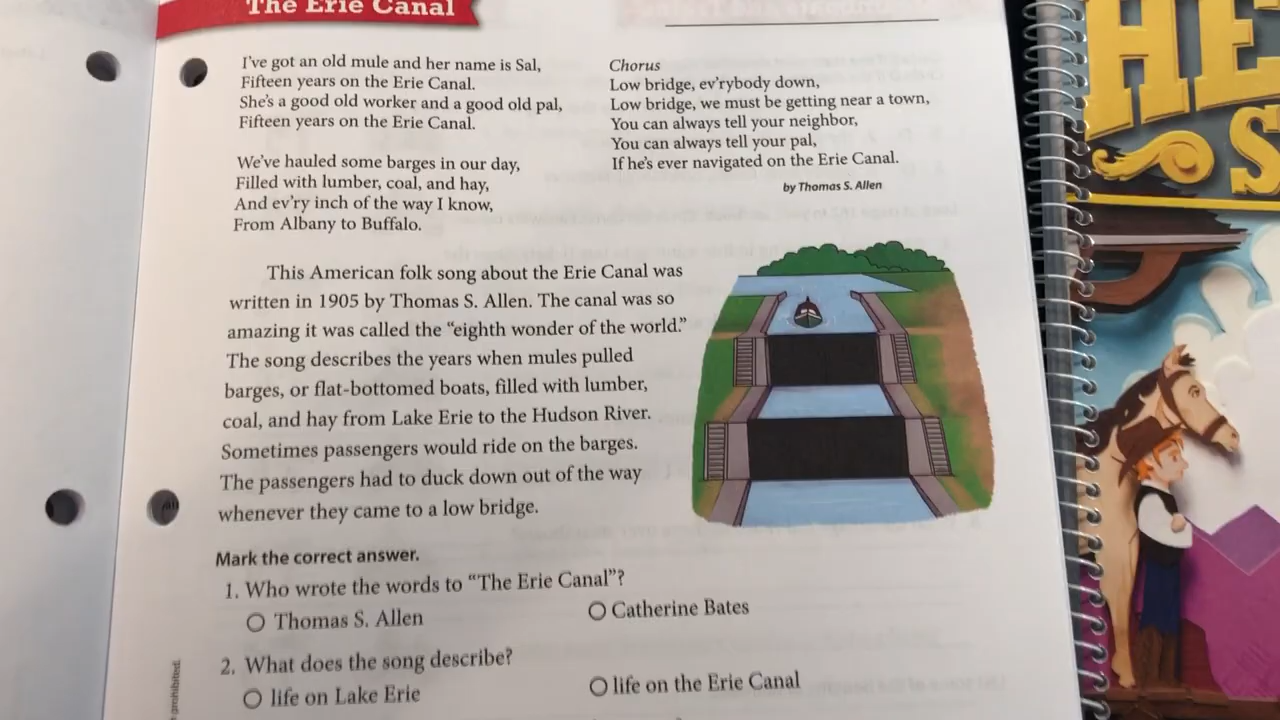 The Erie Canal
I've got an old mule and her name is Sal,
Fifteen years on the Erie Canal.
She's a good old worker and a good old pal,
Fifteen years on the Erie Canal.
We've hauled some barges in our day,
Filled with lumber, coal, and hay,
And ev'ry inch of the way I know,
From Albany to Buffalo.
Chorus
Low bridge, ev'rybody down,
Low bridge, we must be getting near a town,
You can always tell your neighbor,
You can always tell your pal,
If he's ever navigated on the Erie Canal.
by Thomas S. Allen
This American folk song about the Erie Canal was
written in 1905 by Thomas S. Allen. The canal was so
amazing it was called the “eighth wonder of the world.”
The song describes the years when mules pulled
barges, or flat-bottomed boats, filled with lumber,
coal, and hay from Lake Erie to the Hudson River.
Sometimes passengers would ride on the barges.
The passengers had to duck down out of the way
whenever they came to a low bridge.
Mark the correct answer.
1. Who wrote the words to “The Erie Canal”?
Thomas S. Allen
Catherine Bates
2. What does the song describe?
life on Lake Erie
life on the Erie Canal
prohibited.
HE
S